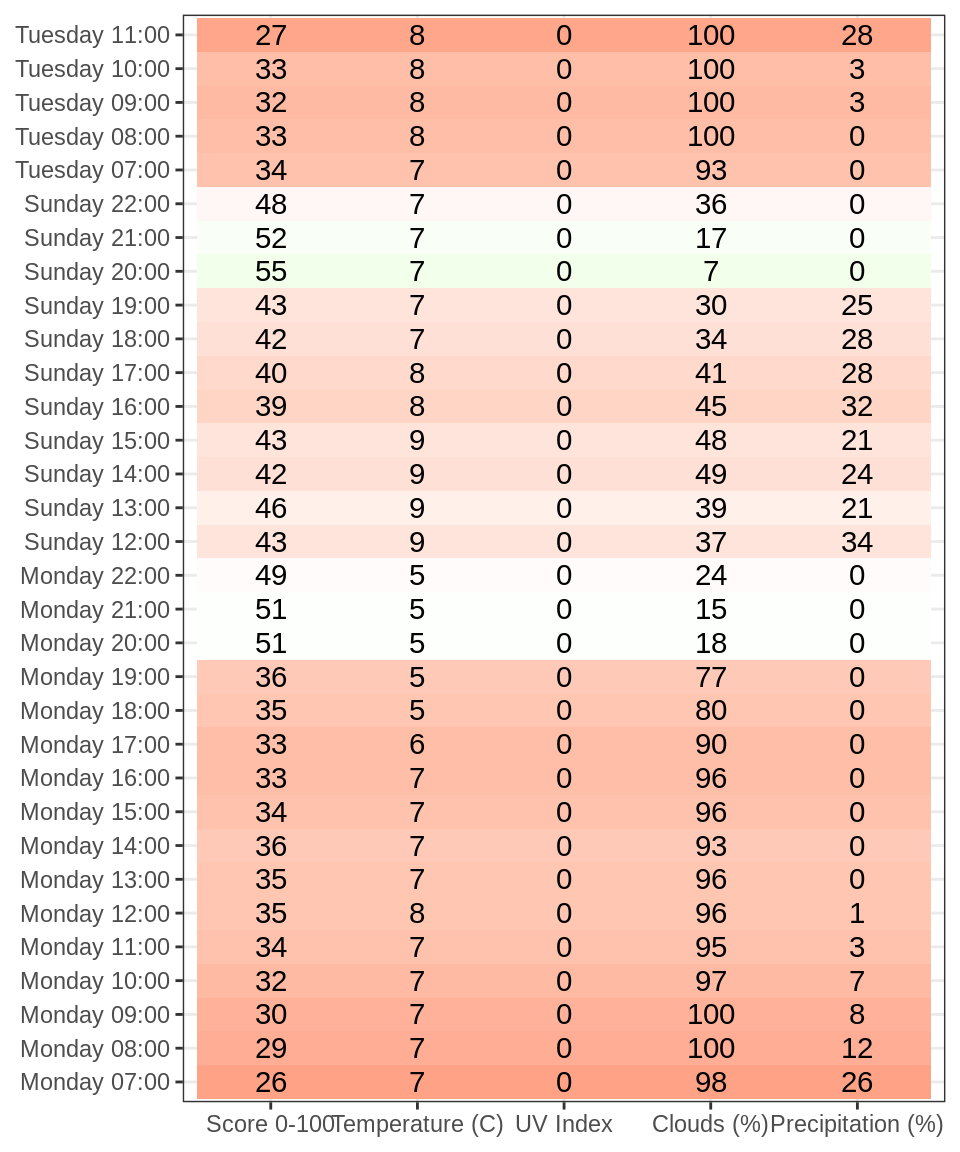 Tuesday 11:00 27 8 0 100 28
Tuesday 10:00 33 8 0 100 3
Tuesday 09:00 32 8 0 100 3
Tuesday 08:00 33 8 0 100 0
Tuesday 07:00 34 7 0 93 0
Sunday 22:00 48 7 0 36 0
Sunday 21:00 52 7 0 17 0
Sunday 20:00 55 7 0 7 0
Sunday 19:00 43 7 0 30 25
Sunday 18:00 42 7 0 34 28
Sunday 17:00 40 8 0 41 28
Sunday 16:00 39 8 0 45 32
Sunday 15:00 43 9 0 48 21
Sunday 14:00 42 9 0 49 24
Sunday 13:00 46 9 0 39 21
Sunday 12:00 43 9 0 37 34
Monday 22:00 49 5 0 24 0
Monday 21:00 51 5 0 15 0
Monday 20:00 51 5 0 18 0
Monday 19:00 36 5 0 77 0
Monday 18:00 35 5 0 80 0
Monday 17:00 33 6 0 90 0
Monday 16:00 33 7 0 96 0
Monday 15:00 34 7 0 96 0
Monday 14:00 36 7 0 93 0
Monday 13:00 35 7 0 96 0
Monday 12:00 35 8 0 96 1
Monday 11:00 34 7 0 95 3
Monday 10:00 32 7 0 97 7
Monday 09:00 30 7 0 100 8
Monday 08:00 29 7 0 100 12
Monday 07:00 26 7 0 98 26
Score 0-100 Temperature (C) UV Index Clouds (%) Precipitation (%)